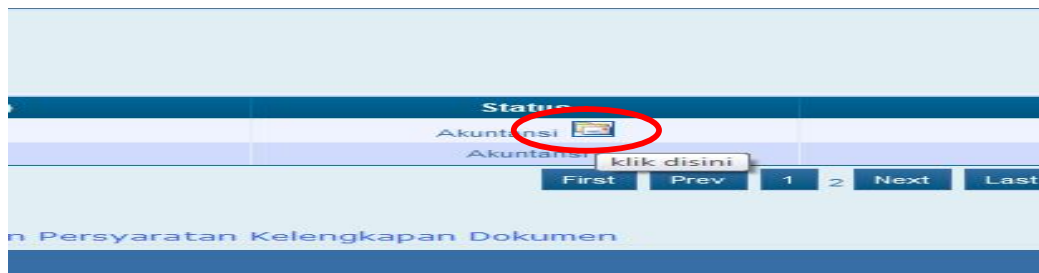 Status
Akuntansi
Akuntansi
klik disini
First Prev 1 2 Next Last
n Persyaratan Kelengkapan Dokumen